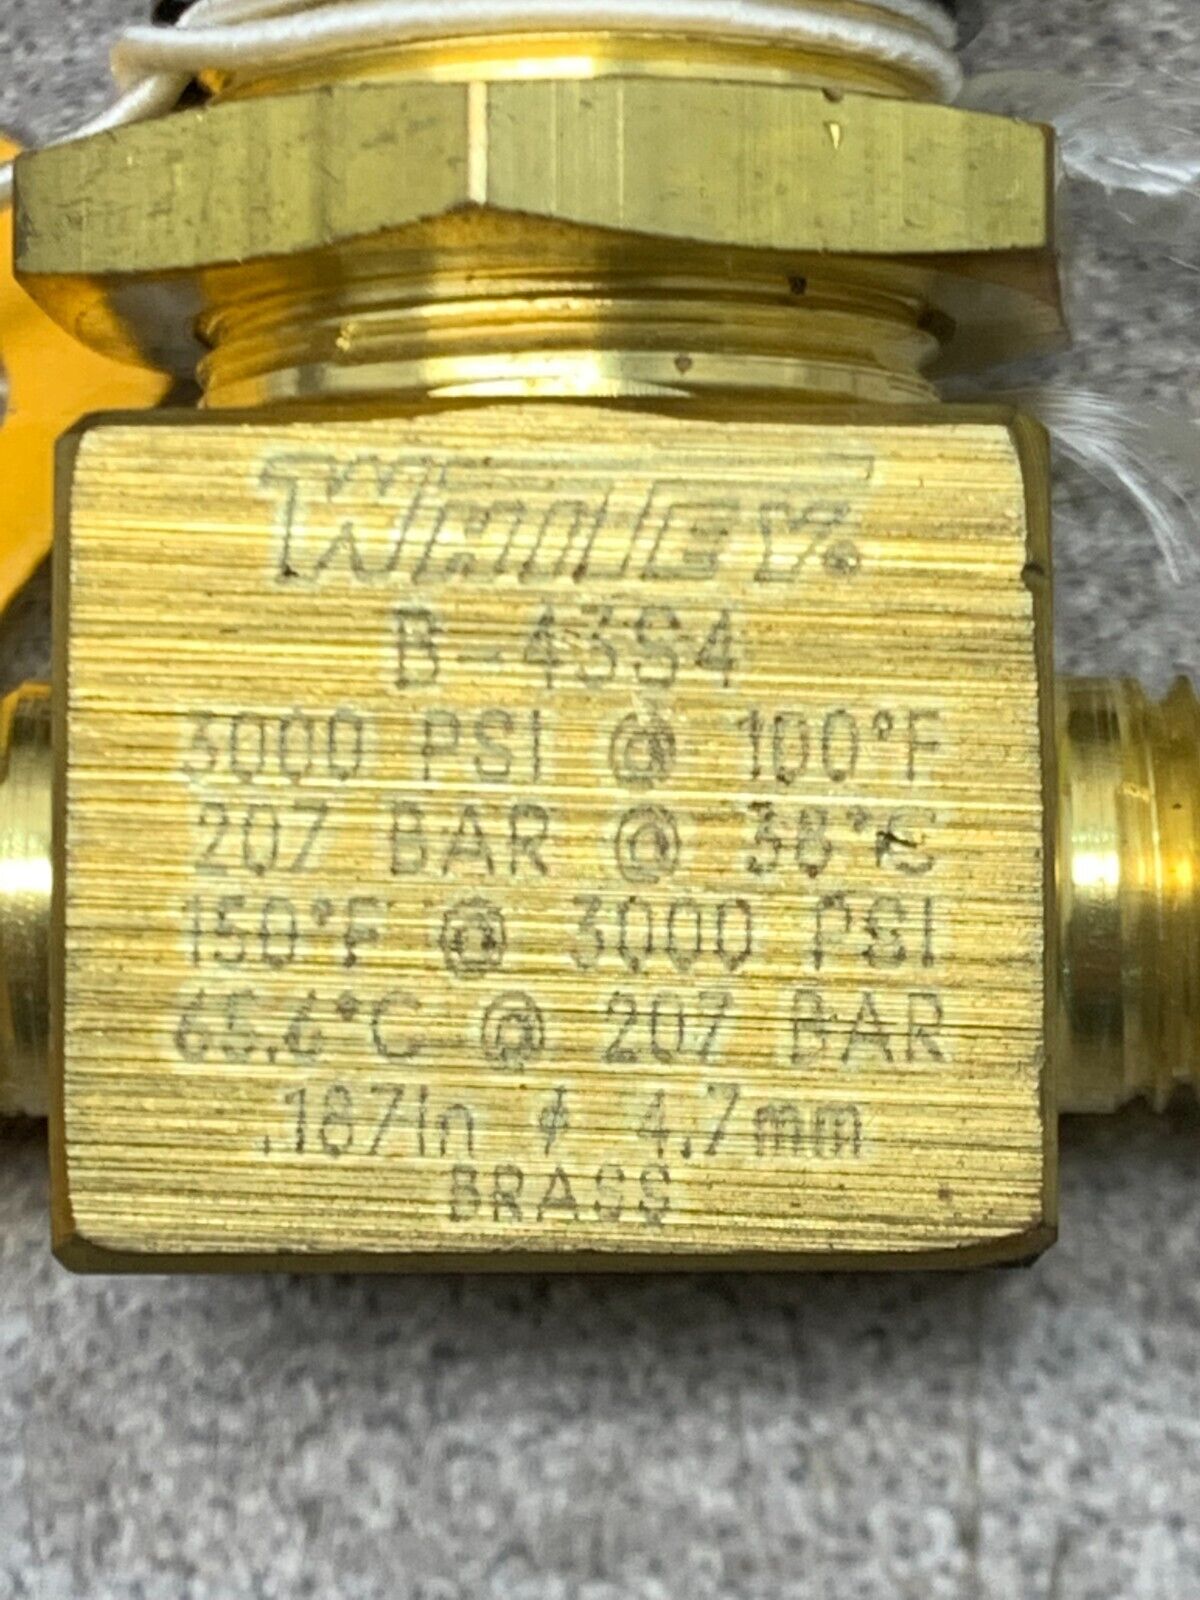 WHITEY®
B-43S4
3000 PSI @ 100°F
207 BAR @ 38°C
150°F @ 3000 PSI
65.6°C @ 207 BAR
.187in ϕ 4.7mm
BRASS